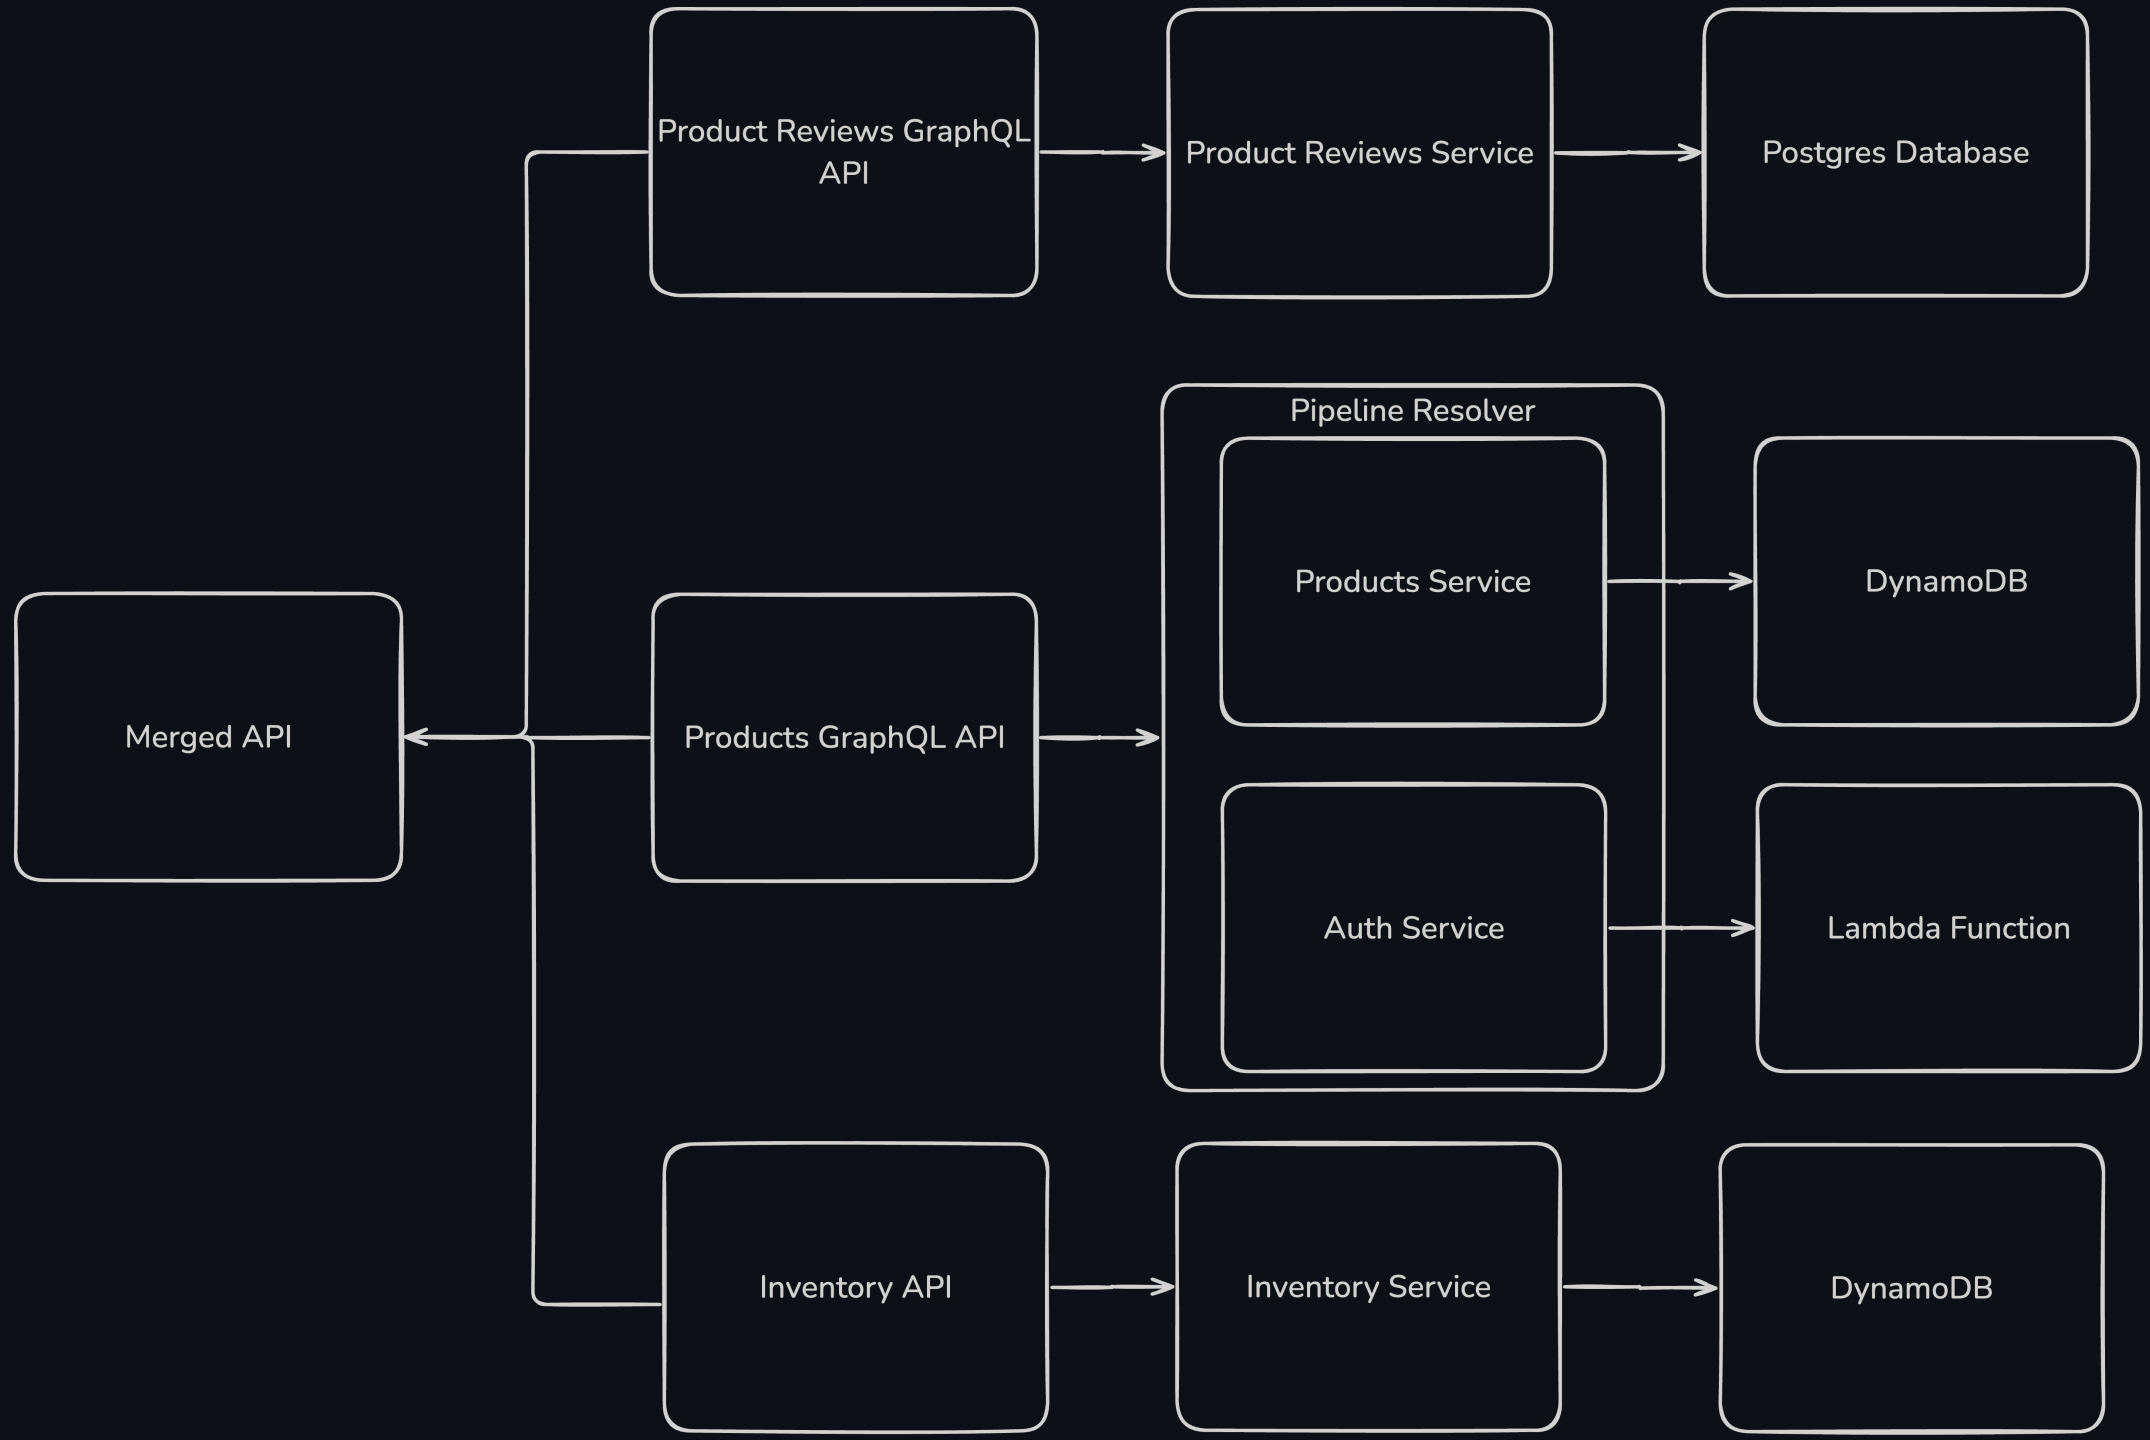 Product Reviews GraphQL
API
Product Reviews Service
Postgres Database
Pipeline Resolver
Products Service
DynamoDB
Merged API
Products GraphQL API
Auth Service
Lambda Function
Inventory API
Inventory Service
DynamoDB